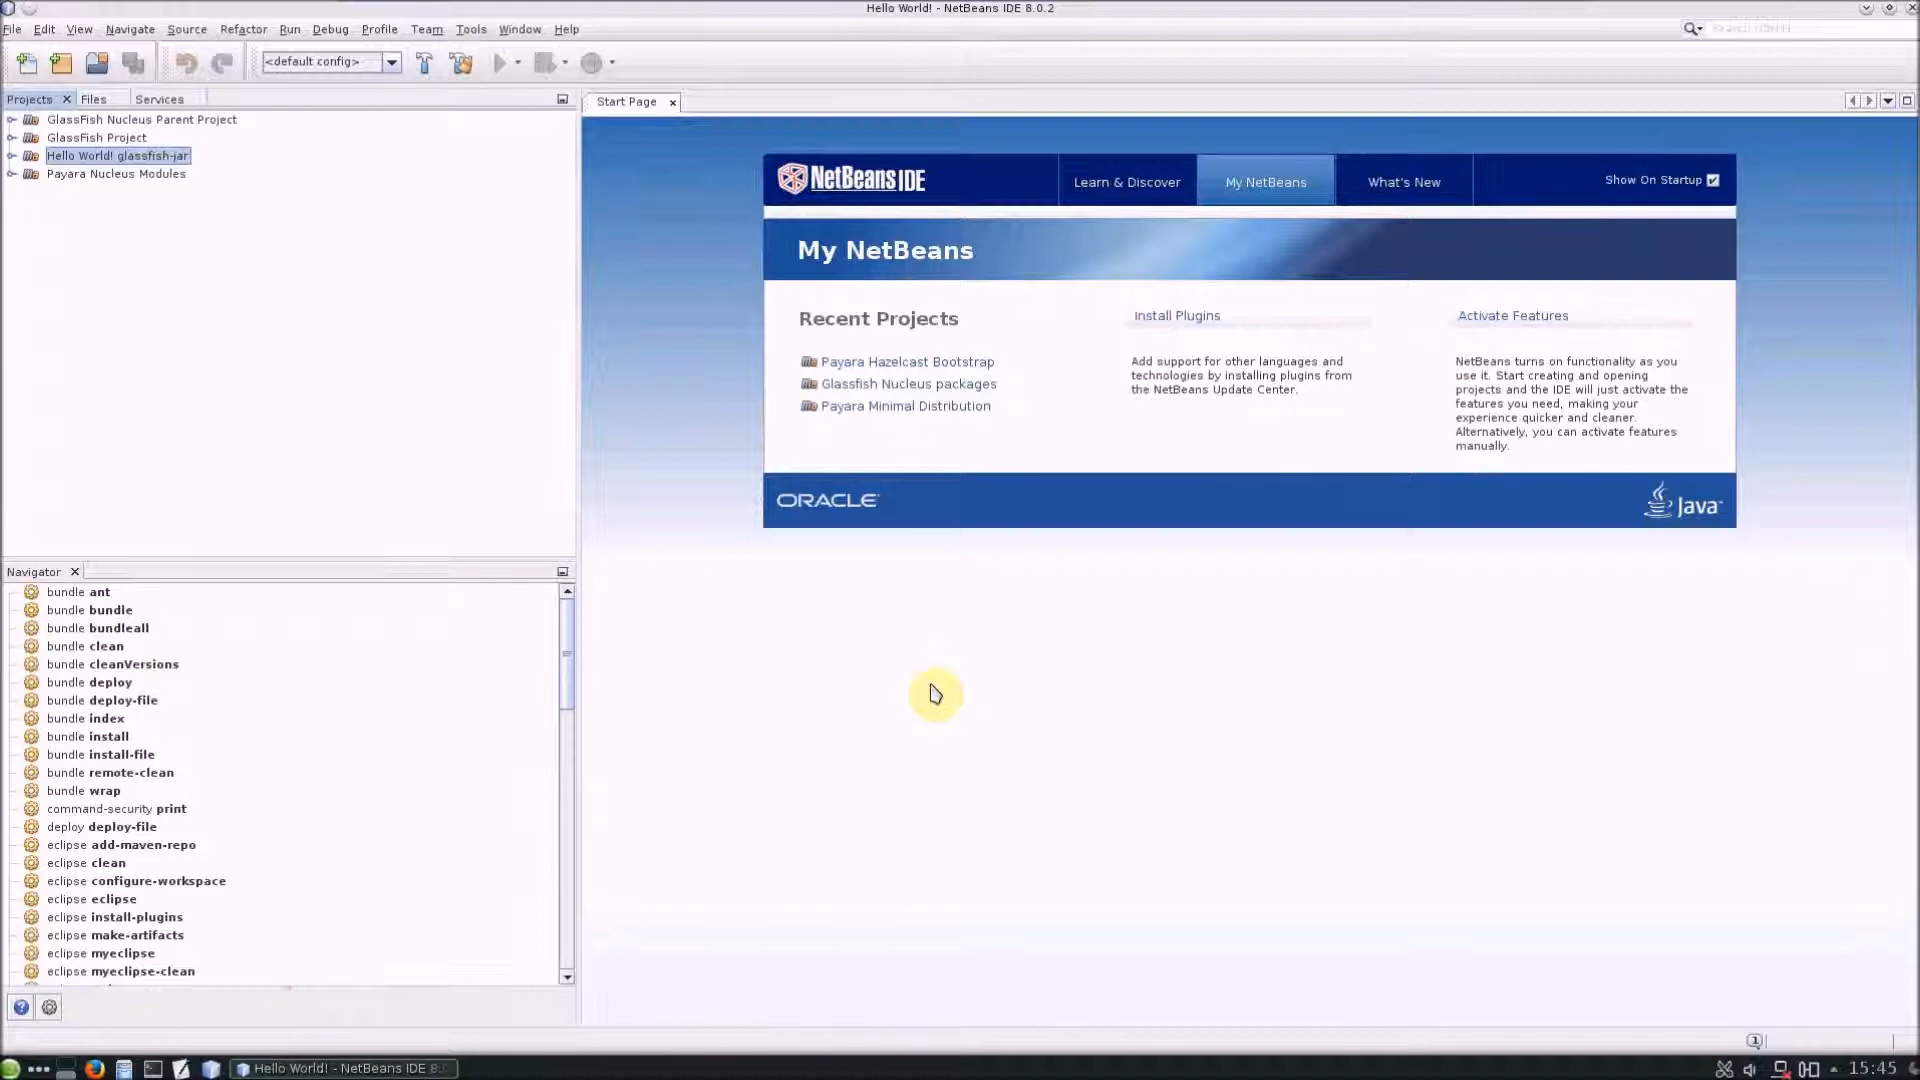 Hello World! - NetBeans IDE 8.0.2
File Edit View Navigate Source Refactor Run Debug Profile Team Tools Window Help
<default config>
Projects Files Services
GlassFish Nucleus Parent Project
GlassFish Project
Hello World! glassfish-jar
Payara Nucleus Modules
Start Page
NetBeans IDE
Learn & Discover
My NetBeans
What's New
Show On Startup
My NetBeans
Recent Projects
Payara Hazelcast Bootstrap
Glassfish Nucleus packages
Payara Minimal Distribution
Install Plugins
Add support for other languages and
technologies by installing plugins from
the NetBeans Update Center.
Activate Features
NetBeans turns on functionality as you
use it. Start creating and opening
projects and the IDE will just activate the
features you need, making your
experience quicker and cleaner.
Alternatively, you can activate features
manually.
ORACLE
Java
Navigator
bundle ant
bundle bundle
bundle bundleall
bundle clean
bundle cleanVersions
bundle deploy
bundle deploy-file
bundle index
bundle install
bundle install-file
bundle remote-clean
bundle wrap
command-security print
deploy deploy-file
eclipse add-maven-repo
eclipse clean
eclipse configure-workspace
eclipse eclipse
eclipse install-plugins
eclipse make-artifacts
eclipse myeclipse
eclipse myeclipse-clean
1
Hello World! - NetBeans IDE 8.
15:45